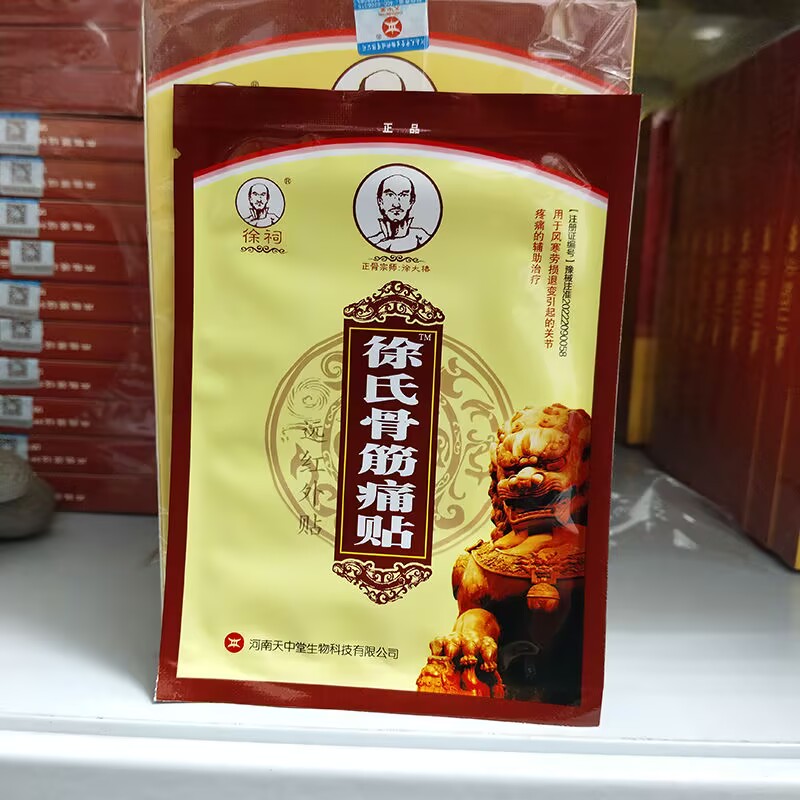 正品
徐祠
®
正骨宗师:徐大椿
【注册证编号】豫械注准20222090058
用于风寒劳损退变引起的关节
疼痛的辅助治疗
徐氏骨筋痛贴
TM
远红外贴
河南天中堂生物科技有限公司